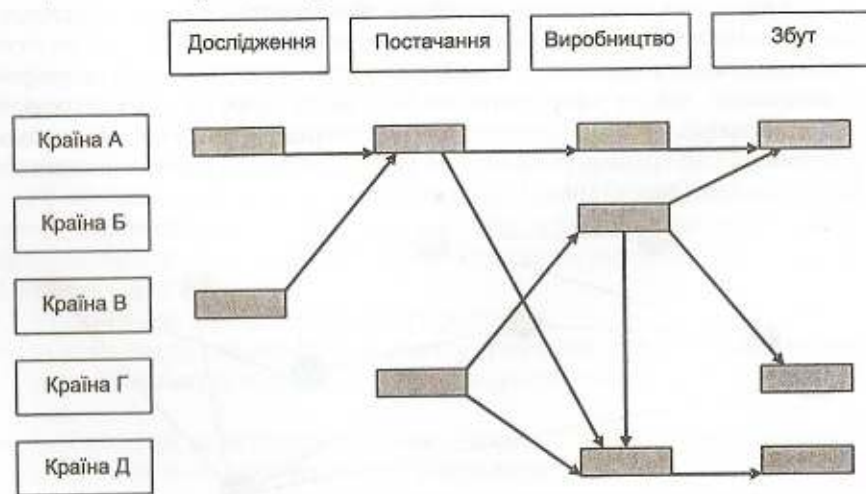 Дослідження
Постачання
Виробництво
Збут
Країна А
Країна Б
Країна В
Країна Г
Країна Д